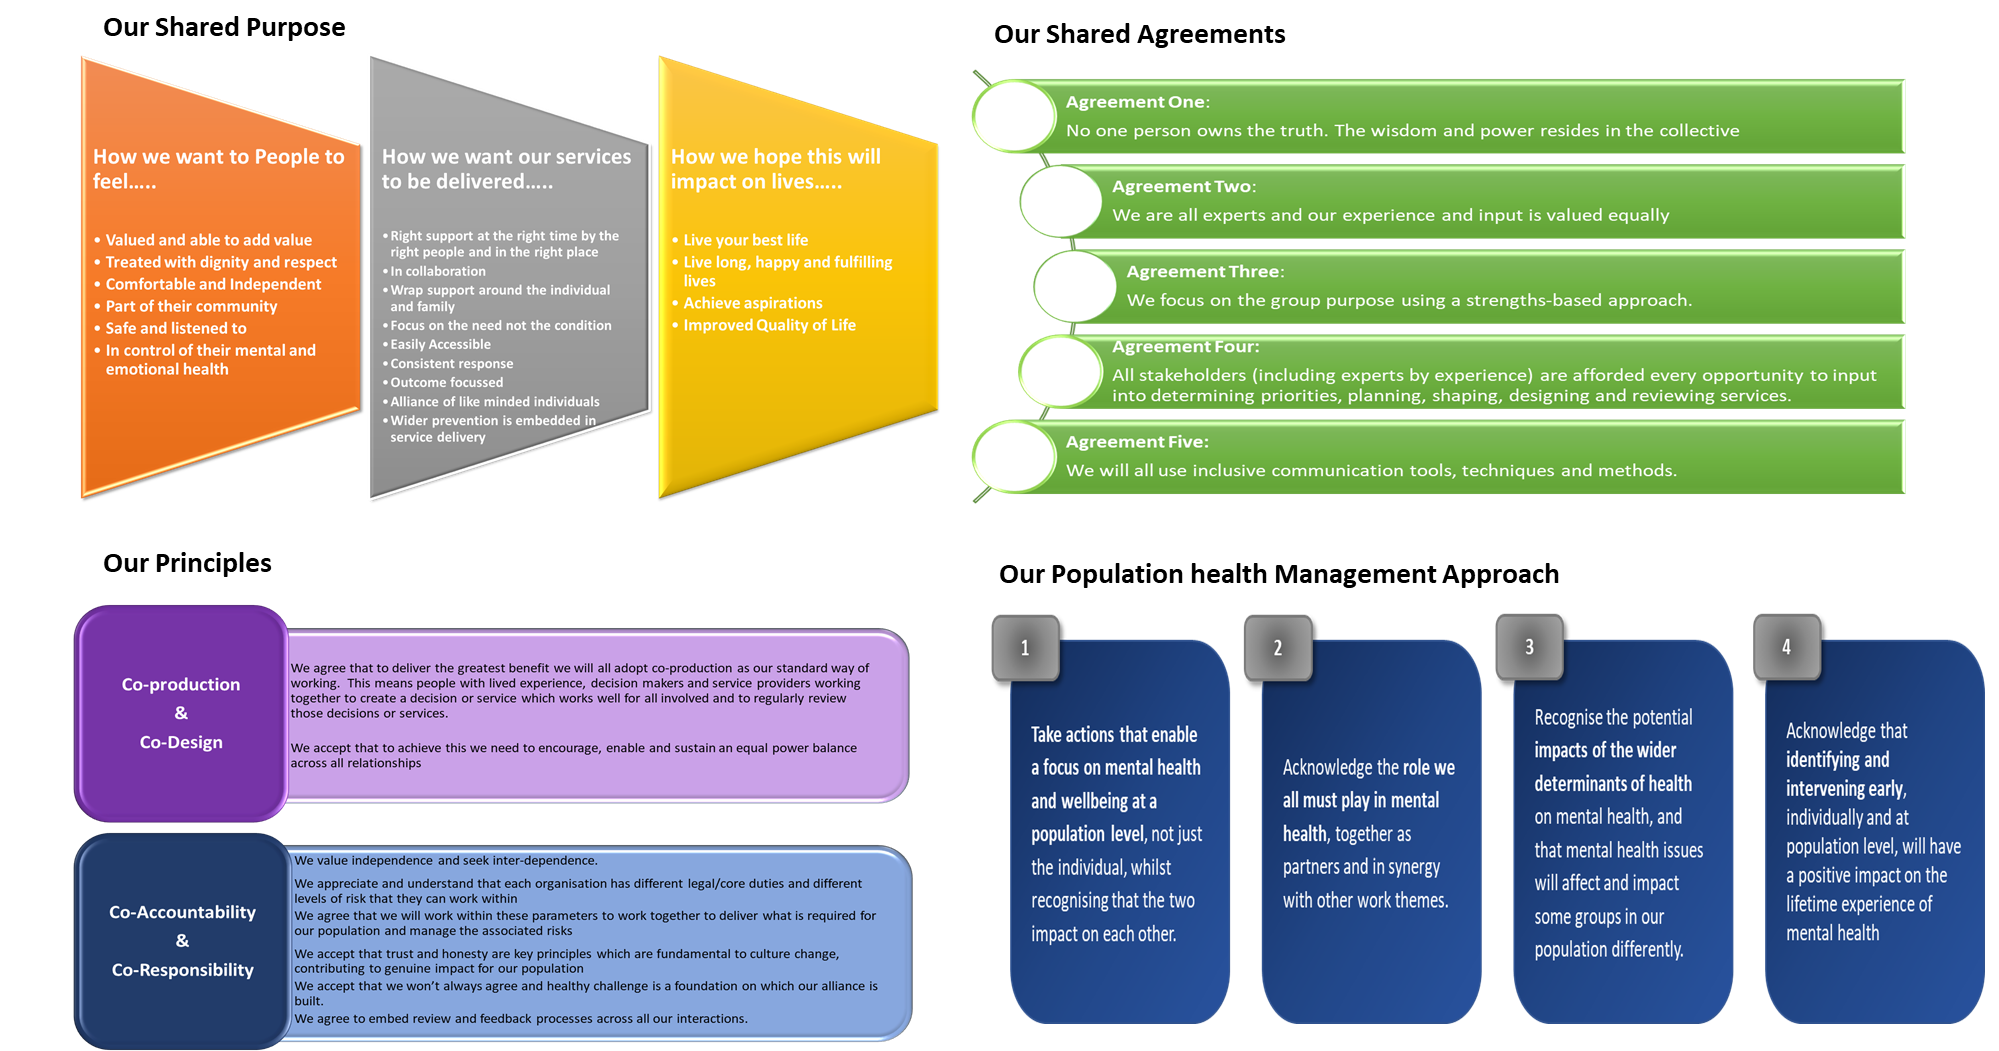 Our Shared Purpose
How we want to People to
feel.....
• Valued and able to add value
• Treated with dignity and respect
• Comfortable and Independent
• Part of their community
• Safe and listened to
• In control of their mental and
emotional health
How we want our services
to be delivered.....
• Right support at the right time by the
right people and in the right place
• In collaboration
• Wrap support around the individual
and family
• Focus on the need not the condition
• Easily Accessible
• Consistent response
• Outcome focussed
• Alliance of like minded individuals
• Wider prevention is embedded in
service delivery
How we hope this will
impact on lives.....
• Live your best life
• Live long, happy and fulfilling
lives
• Achieve aspirations
• Improved Quality of Life
Our Shared Agreements
Agreement One:
No one person owns the truth. The wisdom and power resides in the collective
Agreement Two:
We are all experts and our experience and input is valued equally
Agreement Three:
We focus on the group purpose using a strengths-based approach.
Agreement Four:
All stakeholders (including experts by experience) are afforded every opportunity to input
into determining priorities, planning, shaping, designing and reviewing services.
Agreement Five:
We will all use inclusive communication tools, techniques and methods.
Our Principles
Co-production
&
Co-Design
We agree that to deliver the greatest benefit we will all adopt co-production as our standard way of
working. This means people with lived experience, decision makers and service providers working
together to create a decision or service which works well for all involved and to regularly review
those decisions or services.
We accept that to achieve this we need to encourage, enable and sustain an equal power balance
across all relationships
Co-Accountability
&
Co-Responsibility
We value independence and seek inter-dependence.
We appreciate and understand that each organisation has different legal/core duties and different
levels of risk that they can work within
We agree that we will work within these parameters to work together to deliver what is required for
our population and manage the associated risks
We accept that trust and honesty are key principles which are fundamental to culture change,
contributing to genuine impact for our population
We accept that we won't always agree and healthy challenge is a foundation on which our alliance is
built.
We agree to embed review and feedback processes across all our interactions.
Our Population health Management Approach
1
Take actions that enable
a focus on mental health
and wellbeing at a
population level, not just
the individual, whilst
recognising that the two
impact on each other.
2
Acknowledge the role we
all must play in mental
health, together as
partners and in synergy
with other work themes.
3
Recognise the potential
impacts of the wider
determinants of health
on mental health, and
that mental health issues
will affect and impact
some groups in our
population differently.
4
Acknowledge that
identifying and
intervening early,
individually and at
population level, will have
a positive impact on the
lifetime experience of
mental health